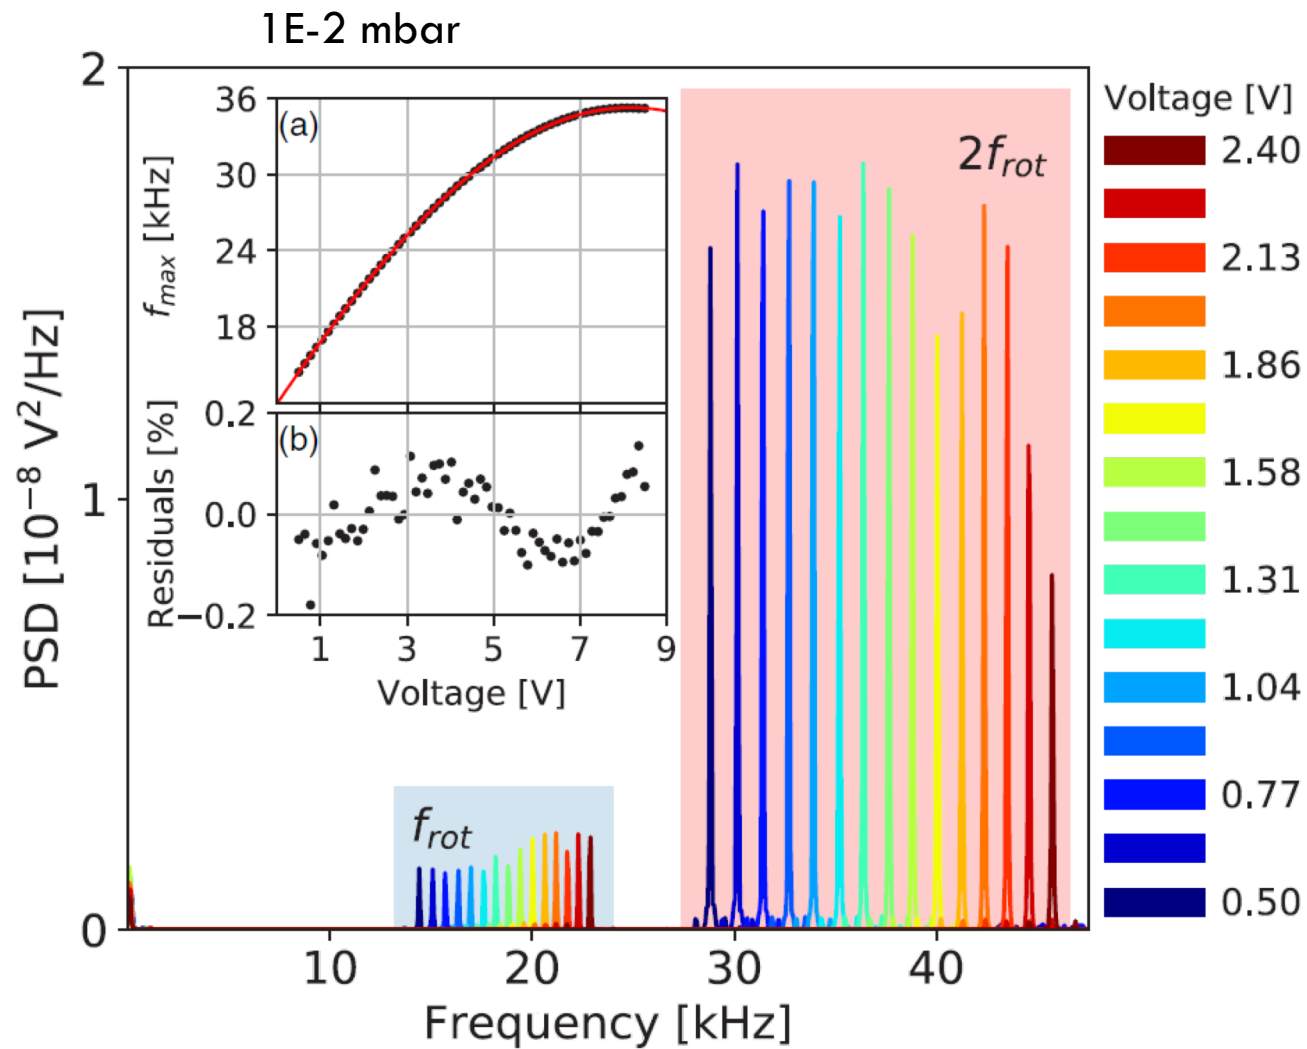 1E-2 mbar
2
1
0
PSD [10⁻⁸ V²/Hz]
(a)
36
30
24
18
f_max [kHz]
(b)
0.2
0.0
−0.2
Residuals [%]
1 3 5 7 9
Voltage [V]
f_rot
2f_rot
10 20 30 40
Frequency [kHz]
Voltage [V]
2.40
2.13
1.86
1.58
1.31
1.04
0.77
0.50